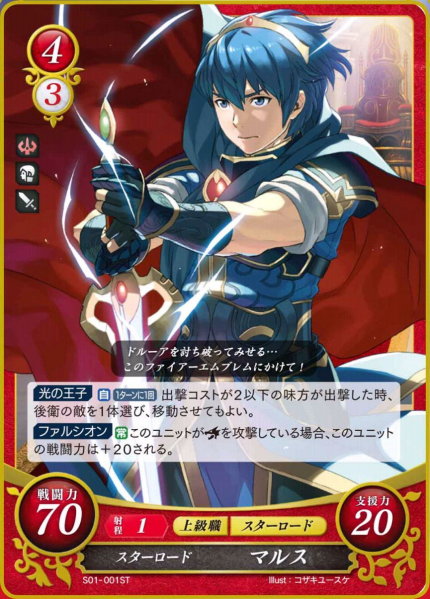 4
3
ドルーアを討ち破ってみせる…
このファイアーエムブレムにかけて！
光の王子 自 1ターンに1回 出撃コストが２以下の味方が出撃した時、
後衛の敵を１体選び、移動させてもよい。
ファルシオン 常 このユニットが を攻撃している場合、このユニット
の戦闘力は＋２０される。
戦闘力 70
射程 1
上級職
スターロード
支援力 20
スターロード マルス
S01-001ST
Illust：コザキユースケ